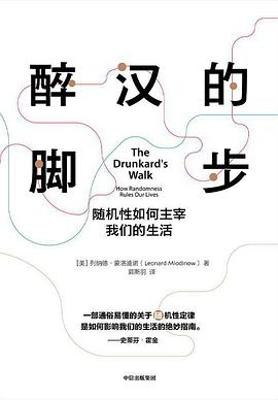 醉汉的
脚步
The
Drunkard's
Walk
How Randomness
Rules Our Lives
随机性如何主宰
我们的生活
[美]列纳德·蒙洛迪诺（Leonard Mlodinow）著
郭斯羽 译
一部通俗易懂的关于随机性定律
是如何影响我们的生活的绝妙指南。
——史蒂芬·霍金
中信出版集团